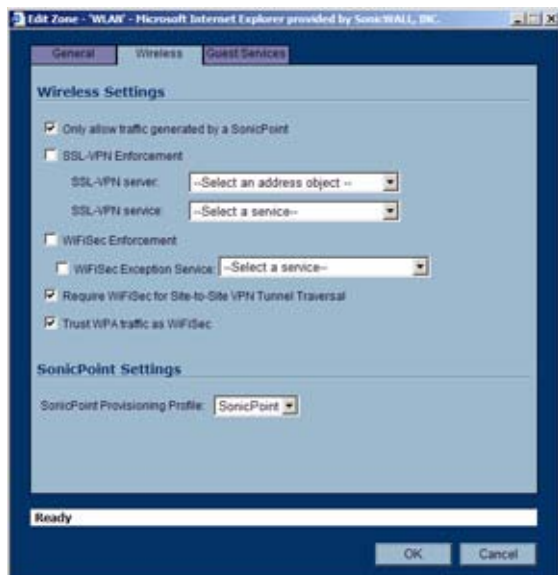 Edit Zone - 'WLAN' - Microsoft Internet Explorer provided by SonicWALL, INC.
General Wireless Guest Services
Wireless Settings
Only allow traffic generated by a SonicPoint
SSL-VPN Enforcement
SSL-VPN server: --Select an address object --
SSL-VPN service: --Select a service--
WiFiSec Enforcement
WiFiSec Exception Service: --Select a service--
Require WiFiSec for Site-to-Site VPN Tunnel Traversal
Trust WPA traffic as WiFiSec
SonicPoint Settings
SonicPoint Provisioning Profile: SonicPoint
Ready
OK Cancel